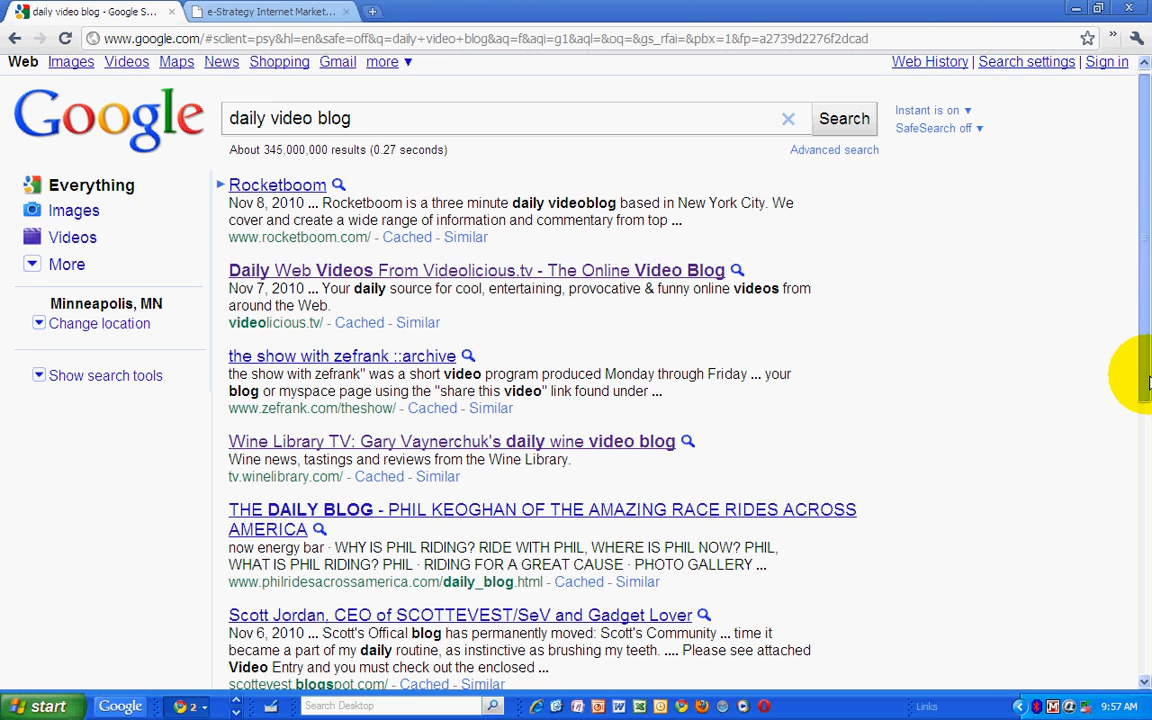 daily video blog - Google S...
e-Strategy Internet Market...
www.google.com/#sclient=psy&hl=en&safe=off&q=daily+video+blog&aq=f&aqi=g1&aql=&oq=&gs_rfai=&pbx=1&fp=a2739d2276f2dcad
Web Images Videos Maps News Shopping Gmail more ▼
Web History | Search settings | Sign in
Google
daily video blog
Search
Instant is on ▼
SafeSearch off ▼
About 345,000,000 results (0.27 seconds)
Advanced search
Everything
Images
Videos
More
Minneapolis, MN
Change location
Show search tools
Rocketboom
Nov 8, 2010 ... Rocketboom is a three minute daily videoblog based in New York City. We
cover and create a wide range of information and commentary from top ...
www.rocketboom.com/ - Cached - Similar
Daily Web Videos From Videolicious.tv - The Online Video Blog
Nov 7, 2010 ... Your daily source for cool, entertaining, provocative & funny online videos from
around the Web.
videolicious.tv/ - Cached - Similar
the show with zefrank ::archive
the show with zefrank" was a short video program produced Monday through Friday ... your
blog or myspace page using the "share this video" link found under ...
www.zefrank.com/theshow/ - Cached - Similar
Wine Library TV: Gary Vaynerchuk's daily wine video blog
Wine news, tastings and reviews from the Wine Library.
tv.winelibrary.com/ - Cached - Similar
THE DAILY BLOG - PHIL KEOGHAN OF THE AMAZING RACE RIDES ACROSS
AMERICA
now energy bar · WHY IS PHIL RIDING? RIDE WITH PHIL, WHERE IS PHIL NOW? PHIL,
WHAT IS PHIL RIDING? PHIL · RIDING FOR A GREAT CAUSE · PHOTO GALLERY ...
www.philridesacrossamerica.com/daily_blog.html - Cached - Similar
Scott Jordan, CEO of SCOTTEVEST/SeV and Gadget Lover
Nov 6, 2010 ... Scott's Offical blog has permanently moved: Scott's Community ... time it
became a part of my daily routine, as instinctive as brushing my teeth. .... Please see attached
Video Entry and you must check out the enclosed ...
scottevest.blogspot.com/ - Cached - Similar
start
Google
2
Search Desktop
Links
9:57 AM